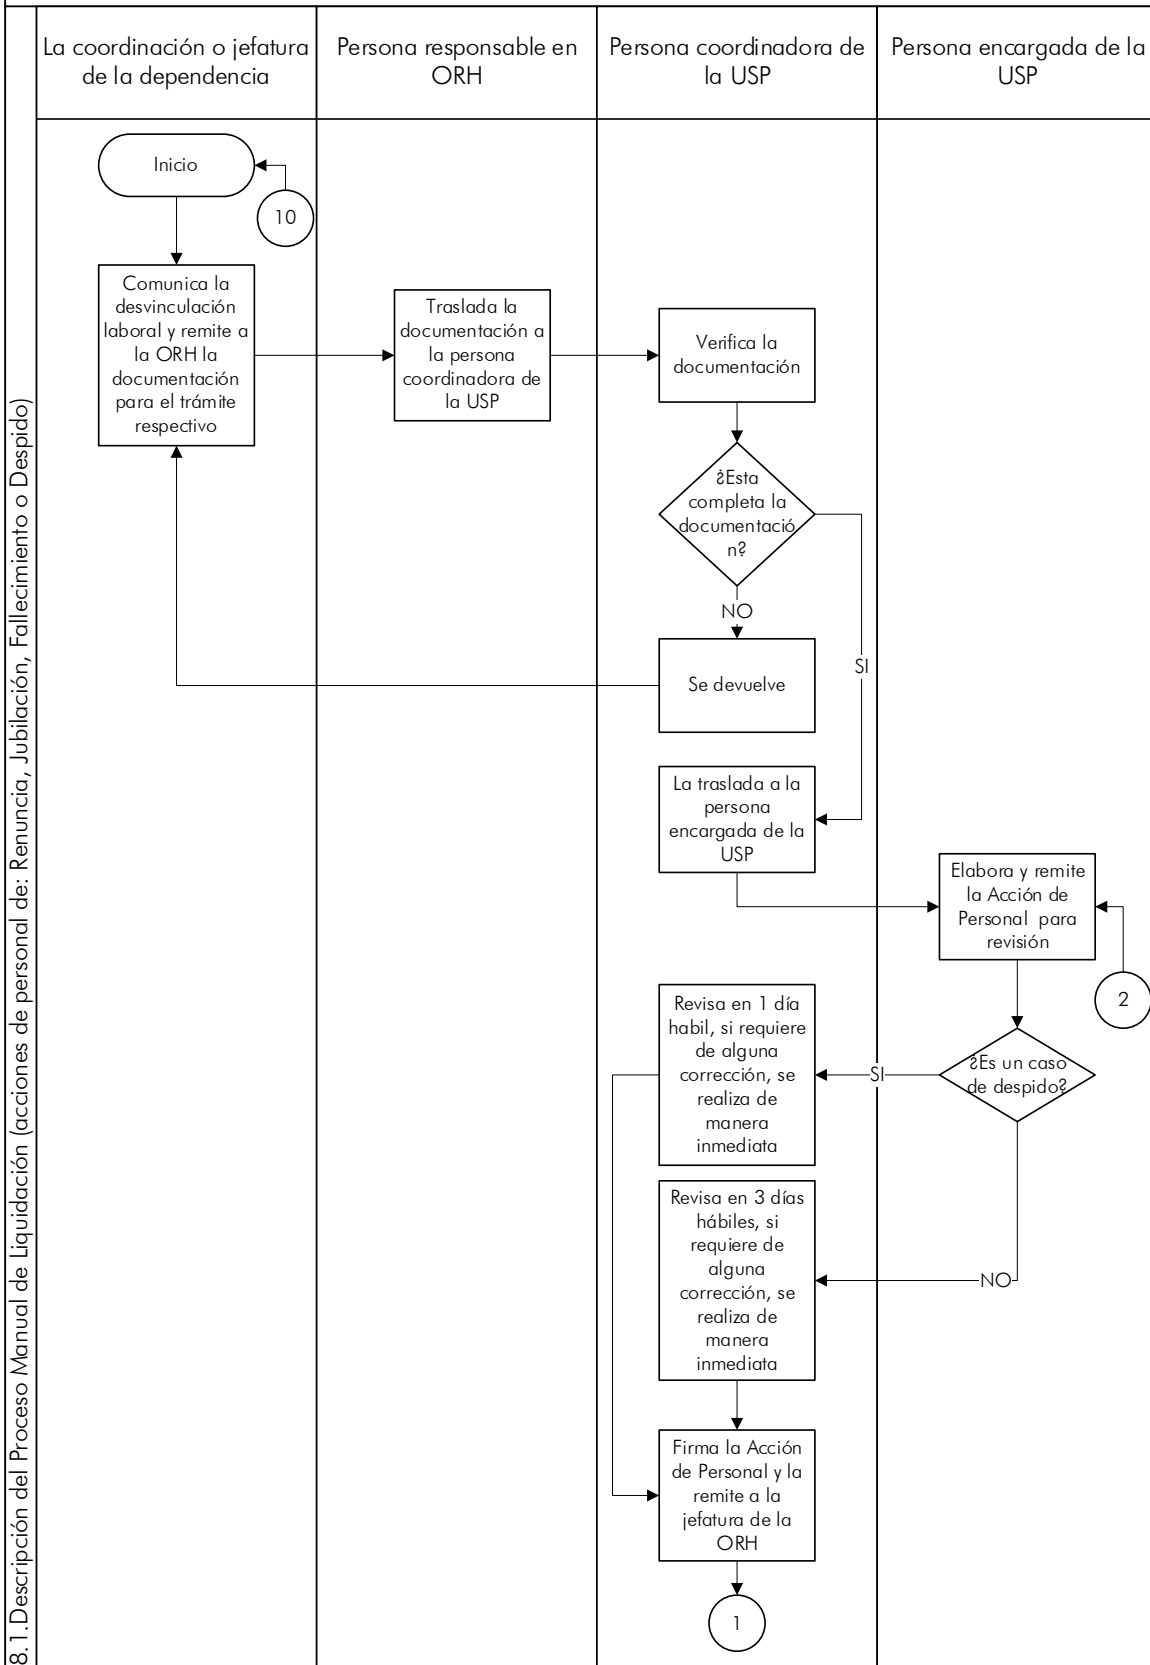 8.1.Descripción del Proceso Manual de Liquidación (acciones de personal de: Renuncia, Jubilación, Fallecimiento o Despido)
La coordinación o jefatura
de la dependencia
Persona responsable en
ORH
Persona coordinadora de
la USP
Persona encargada de la
USP
Inicio
10
Comunica la
desvinculación
laboral y remite a
la ORH la
documentación
para el trámite
respectivo
Traslada la
documentación a
la persona
coordinadora de
la USP
Verifica la
documentación
¿Esta
completa la
documentació
n?
NO
SI
Se devuelve
La traslada a la
persona
encargada de la
USP
Elabora y remite
la Acción de
Personal para
revisión
2
¿Es un caso
de despido?
SI
Revisa en 1 día
habil, si requiere
de alguna
corrección, se
realiza de
manera
inmediata
NO
Revisa en 3 días
hábiles, si
requiere de
alguna
corrección, se
realiza de
manera
inmediata
Firma la Acción
de Personal y la
remite a la
jefatura de la
ORH
1